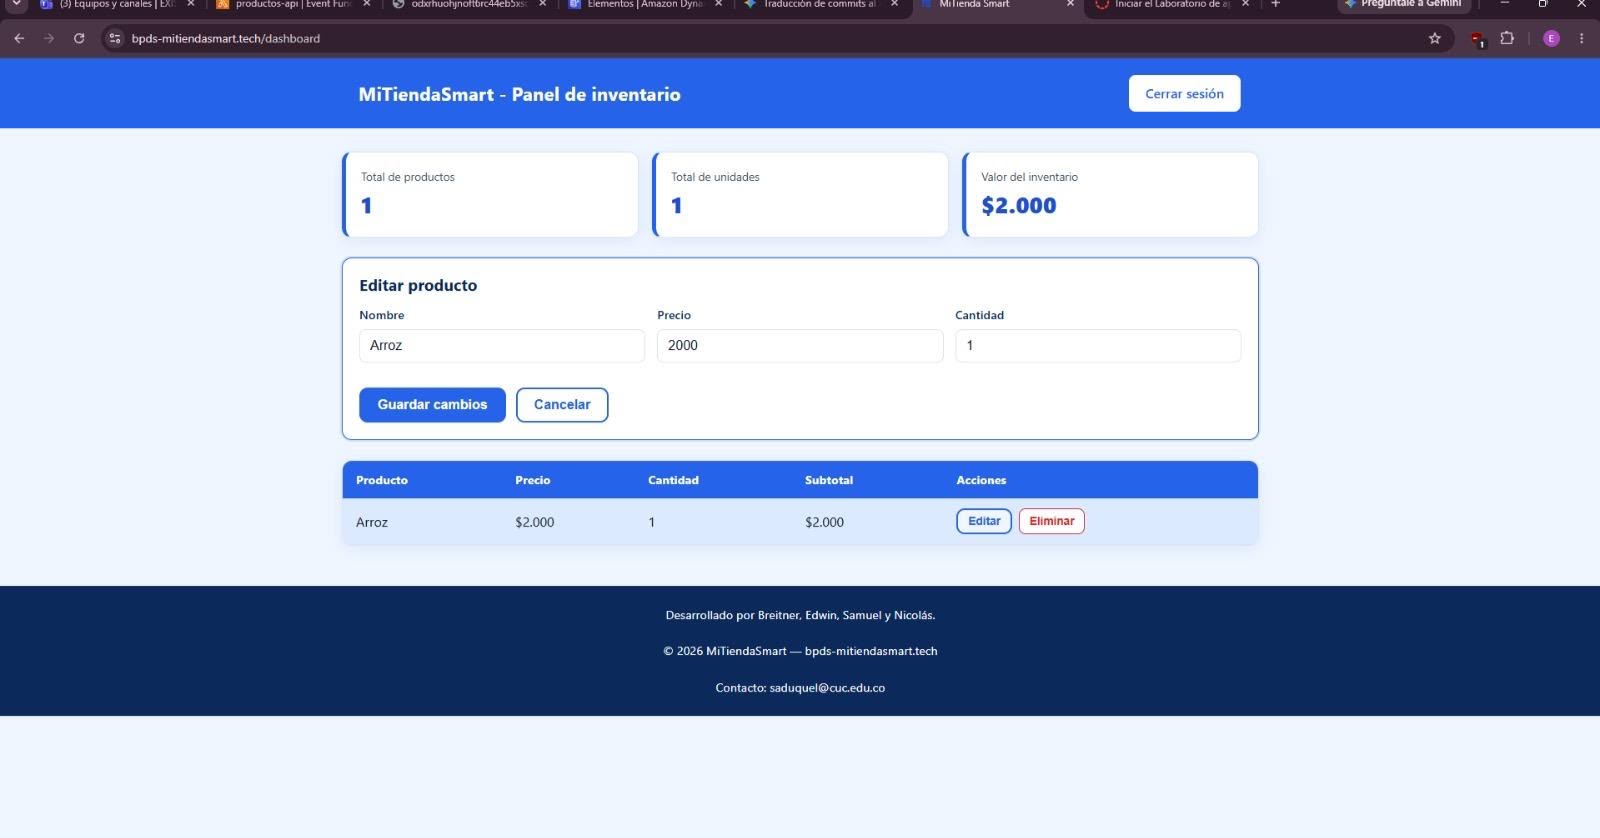 (3) Equipos y canales | EXI
productos-api | Event Fun
Elementos | Amazon Dyna
Traducción de commits al
MiTienda Smart
Iniciar el Laboratorio de a
Pregúntale a Gemini
bpds-mitiendasmart.tech/dashboard
1
E
MiTiendaSmart - Panel de inventario
Cerrar sesión
Total de productos
1
Total de unidades
1
Valor del inventario
$2.000
Editar producto
Nombre Precio Cantidad
Arroz 2000 1
Guardar cambios Cancelar
Producto Precio Cantidad Subtotal Acciones
Arroz $2.000 1 $2.000 Editar Eliminar
Desarrollado por Breitner, Edwin, Samuel y Nicolás.
© 2026 MiTiendaSmart — bpds-mitiendasmart.tech
Contacto: saduquel@cuc.edu.co